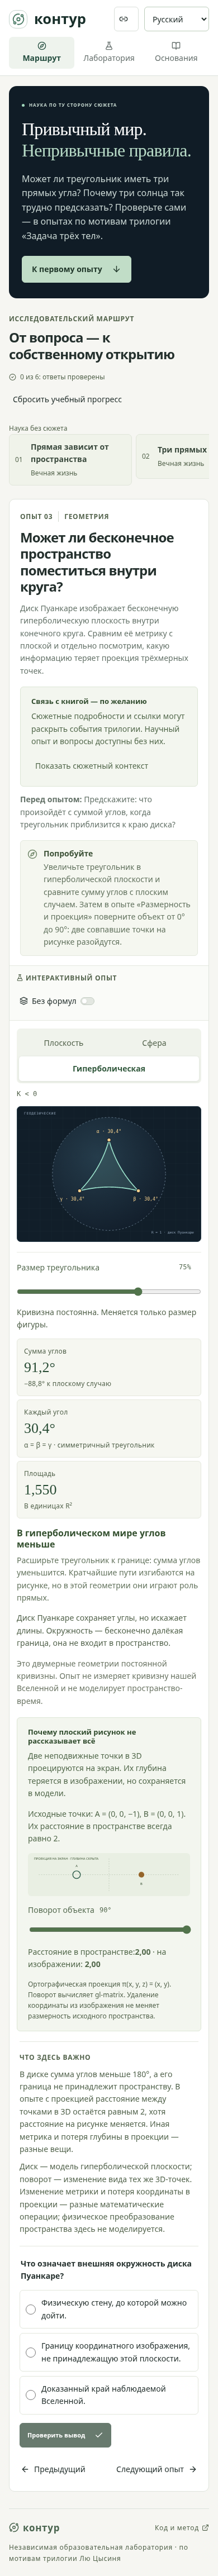 контур
Русский
Маршрут
Лаборатория
Основания
НАУКА ПО ТУ СТОРОНУ СЮЖЕТА
Привычный мир.
Непривычные правила.
Может ли треугольник иметь три
прямых угла? Почему три солнца так
трудно предсказать? Проверьте сами
— в опытах по мотивам трилогии
«Задача трёх тел».
К первому опыту
ИССЛЕДОВАТЕЛЬСКИЙ МАРШРУТ
От вопроса — к
собственному открытию
0 из 6: ответы проверены
Сбросить учебный прогресс
Наука без сюжета
01 Прямая зависит от
пространства
Вечная жизнь
02 Три прямых
Вечная жизнь
ОПЫТ 03 ГЕОМЕТРИЯ
Может ли бесконечное
пространство
поместиться внутри
круга?
Диск Пуанкаре изображает бесконечную
гиперболическую плоскость внутри
конечного круга. Сравним её метрику с
плоской и отдельно посмотрим, какую
информацию теряет проекция трёхмерных
точек.
Связь с книгой — по желанию
Сюжетные подробности и ссылки могут
раскрыть события трилогии. Научный
опыт и вопросы доступны без них.
Показать сюжетный контекст
Перед опытом: Предскажите: что
произойдёт с суммой углов, когда
треугольник приблизится к краю диска?
Попробуйте
Увеличьте треугольник в
гиперболической плоскости и
сравните сумму углов с плоским
случаем. Затем в опыте «Размерность
и проекция» поверните объект от 0°
до 90°: две совпавшие точки на
рисунке разойдутся.
ИНТЕРАКТИВНЫЙ ОПЫТ
Без формул
Плоскость
Сфера
Гиперболическая
K < 0
ГЕОДЕЗИЧЕСКИЕ
α · 30,4°
γ · 30,4°
β · 30,4°
K = −1 · диск Пуанкаре
Размер треугольника 75%
Кривизна постоянна. Меняется только размер
фигуры.
Сумма углов
91,2°
−88,8° к плоскому случаю
Каждый угол
30,4°
α = β = γ · симметричный треугольник
Площадь
1,550
В единицах R²
В гиперболическом мире углов
меньше
Расширьте треугольник к границе: сумма углов
уменьшится. Кратчайшие пути изгибаются на
рисунке, но в этой геометрии они играют роль
прямых.
Диск Пуанкаре сохраняет углы, но искажает
длины. Окружность — бесконечно далёкая
граница, она не входит в пространство.
Это двумерные геометрии постоянной
кривизны. Опыт не измеряет кривизну нашей
Вселенной и не моделирует пространство-
время.
Почему плоский рисунок не
рассказывает всё
Две неподвижные точки в 3D
проецируются на экран. Их глубина
теряется в изображении, но сохраняется
в модели.
Исходные точки: A = (0, 0, −1), B = (0, 0, 1).
Их расстояние в пространстве всегда
равно 2.
ПРОЕКЦИЯ НА ЭКРАН · ГЛУБИНА СКРЫТА
A
B
Поворот объекта 90°
Расстояние в пространстве:2,00 · на
изображении: 2,00
Ортографическая проекция π(x, y, z) = (x, y).
Поворот вычисляет gl-matrix. Удаление
координаты из изображения не меняет
размерность исходного пространства.
ЧТО ЗДЕСЬ ВАЖНО
В диске сумма углов меньше 180°, а его
граница не принадлежит пространству. В
опыте с проекцией расстояние между
точками в 3D остаётся равным 2, хотя
расстояние на рисунке меняется. Иная
метрика и потеря глубины в проекции —
разные вещи.
Диск — модель гиперболической плоскости;
поворот — изменение вида тех же 3D-точек.
Изменение метрики и потеря координаты в
проекции — разные математические
операции; физическое преобразование
пространства здесь не моделируется.
Что означает внешняя окружность диска
Пуанкаре?
Физическую стену, до которой можно
дойти.
Границу координатного изображения,
не принадлежащую этой плоскости.
Доказанный край наблюдаемой
Вселенной.
Проверить вывод
Предыдущий
Следующий опыт
контур
Код и метод
Независимая образовательная лаборатория · по
мотивам трилогии Лю Цысиня